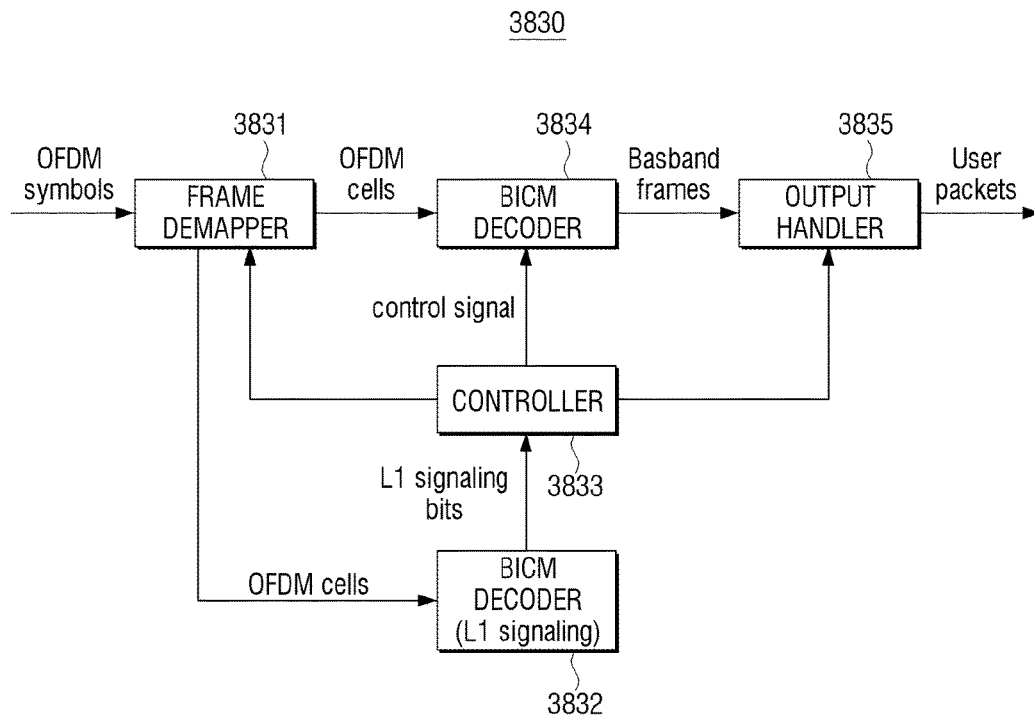 3830
3831
3834
3835
OFDM
symbols
FRAME
DEMAPPER
OFDM
cells
BICM
DECODER
Basband
frames
OUTPUT
HANDLER
User
packets
control signal
CONTROLLER
3833
L1 signaling
bits
OFDM cells
BICM
DECODER
(L1 signaling)
3832